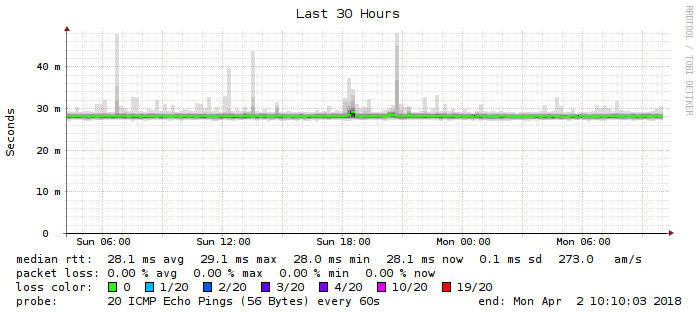 Last 30 Hours
RRDTOOL / TOBI OETIKER
Seconds
40 m
30 m
20 m
10 m
0
Sun 06:00 Sun 12:00 Sun 18:00 Mon 00:00 Mon 06:00
median rtt: 28.1 ms avg 29.1 ms max 28.0 ms min 28.1 ms now 0.1 ms sd 273.0 am/s
packet loss: 0.00 % avg 0.00 % max 0.00 % min 0.00 % now
loss color: 0 1/20 2/20 3/20 4/20 10/20 19/20
probe: 20 ICMP Echo Pings (56 Bytes) every 60s end: Mon Apr 2 10:10:03 2018